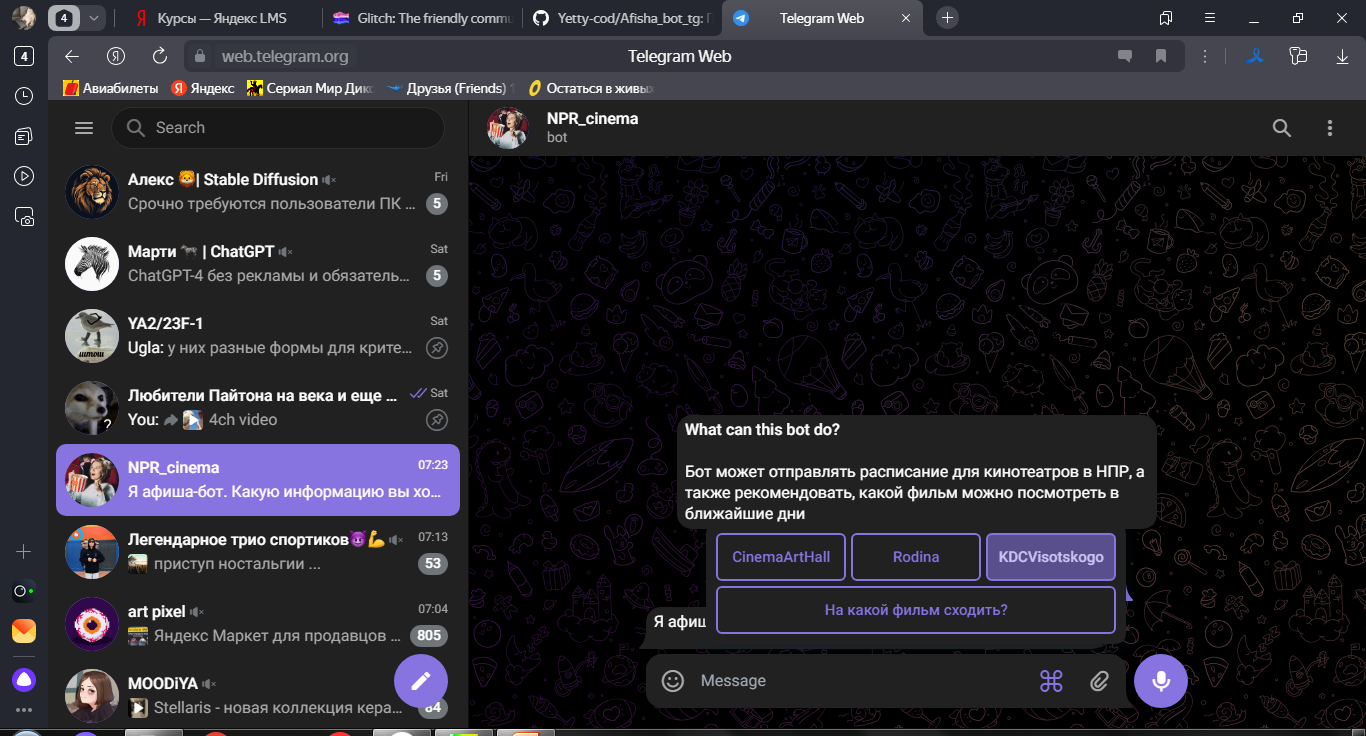 4
Курсы — Яндекс LMS
Glitch: The friendly commu
Yetty-cod/Afisha_bot_tg:
Telegram Web
4
web.telegram.org
Telegram Web
Авиабилеты
Яндекс
Сериал Мир Дик
Друзья (Friends)
Остаться в живых
Search
NPR_cinema
bot
Алекс 🦁| Stable Diffusion
Fri
Срочно требуются пользователи ПК ...
5
Марти 🦓 | ChatGPT
Sat
ChatGPT-4 без рекламы и обязатель...
5
YA2/23F-1
Sat
Ugla: у них разные формы для крите...
штош
Любители Пайтона на века и еще ...
Sat
You: 4ch video
?
NPR_cinema
07:23
Я афиша-бот. Какую информацию вы хо...
Легендарное трио спортиков😈💪
07:13
приступ ностальгии ...
53
art pixel
07:04
Яндекс Маркет для продавцов ...
805
MOODiYA
Stellaris - новая коллекция кера...
84
What can this bot do?
Бот может отправлять расписание для кинотеатров в НПР, а
также рекомендовать, какой фильм можно посмотреть в
ближайшие дни
CinemaArtHall
Rodina
KDCVisotskogo
На какой фильм сходить?
Я афиш
Message